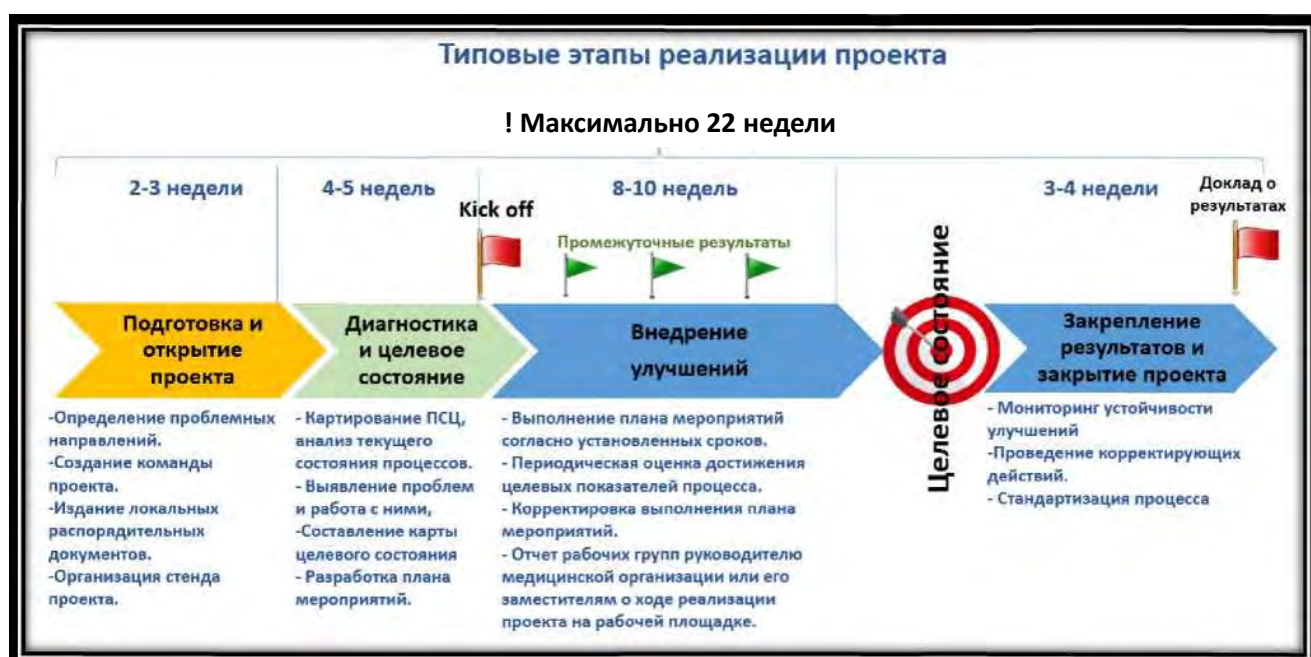 Типовые этапы реализации проекта
! Максимально 22 недели
2-3 недели
4-5 недель
8-10 недель
3-4 недели
Доклад о
результатах
Kick off
Промежуточные результаты
Подготовка и
открытие
проекта
Диагностика
и целевое
состояние
Внедрение
улучшений
Целевое состояние
Закрепление
результатов и
закрытие проекта
-Определение проблемных
направлений.
-Создание команды
проекта.
-Издание локальных
распорядительных
документов.
-Организация стенда
проекта.
- Картирование ПСЦ,
анализ текущего
состояния процессов.
- Выявление проблем
и работа с ними,
-Составление карты
целевого состояния
- Разработка плана
мероприятий.
- Выполнение плана мероприятий
согласно установленных сроков.
- Периодическая оценка достижения
целевых показателей процесса.
- Корректировка выполнения плана
мероприятий.
- Отчет рабочих групп руководителю
медицинской организации или его
заместителям о ходе реализации
проекта на рабочей площадке.
- Мониторинг устойчивости
улучшений
-Проведение корректирующих
действий.
- Стандартизация процесса